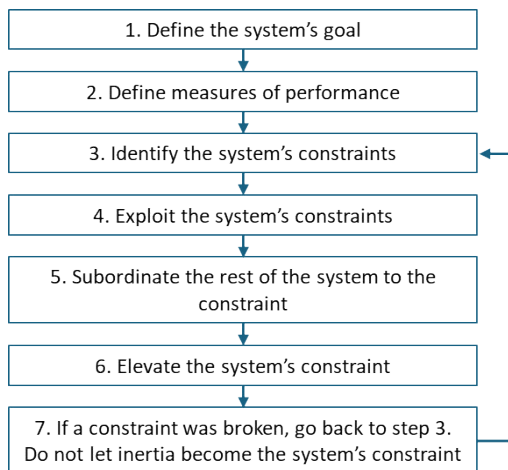 1. Define the system’s goal
2. Define measures of performance
3. Identify the system’s constraints
4. Exploit the system’s constraints
5. Subordinate the rest of the system to the
constraint
6. Elevate the system’s constraint
7. If a constraint was broken, go back to step 3.
Do not let inertia become the system’s constraint